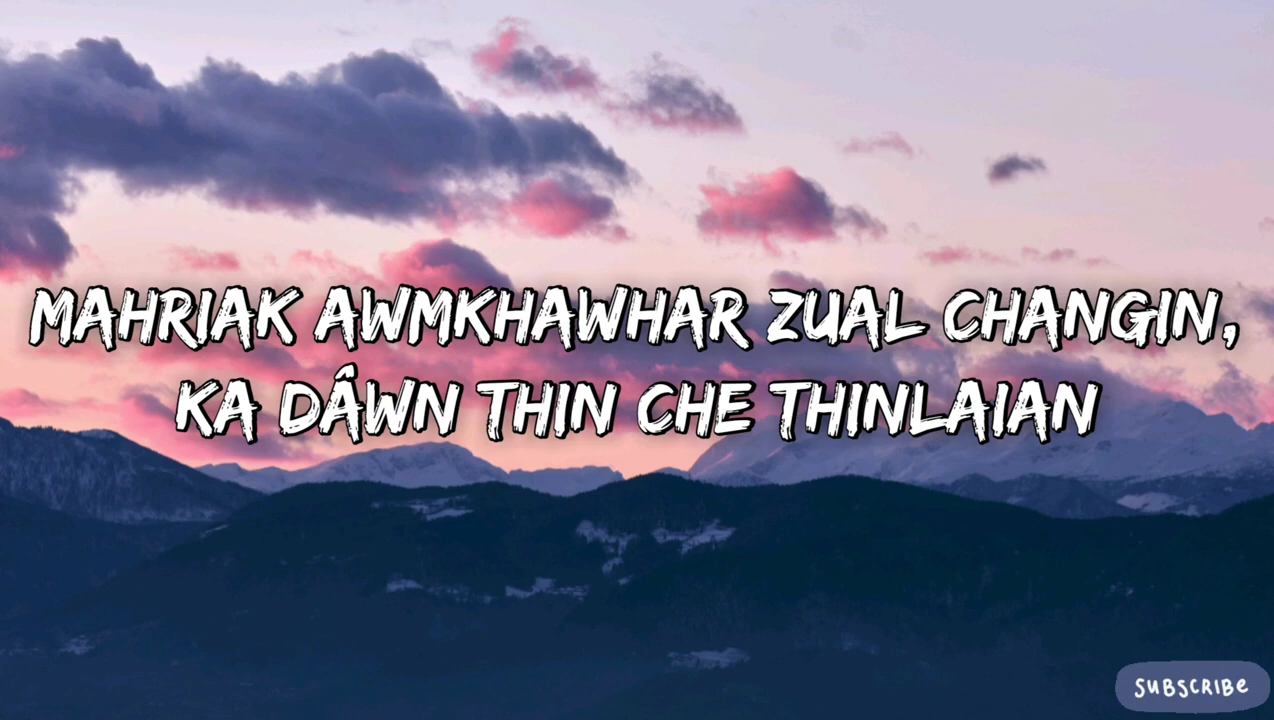 MAHRIAK AWMKHAWHAR ZUAL CHANGIN,
KA DÂWN THIN CHE THINLAIAN
SUBSCRIBE